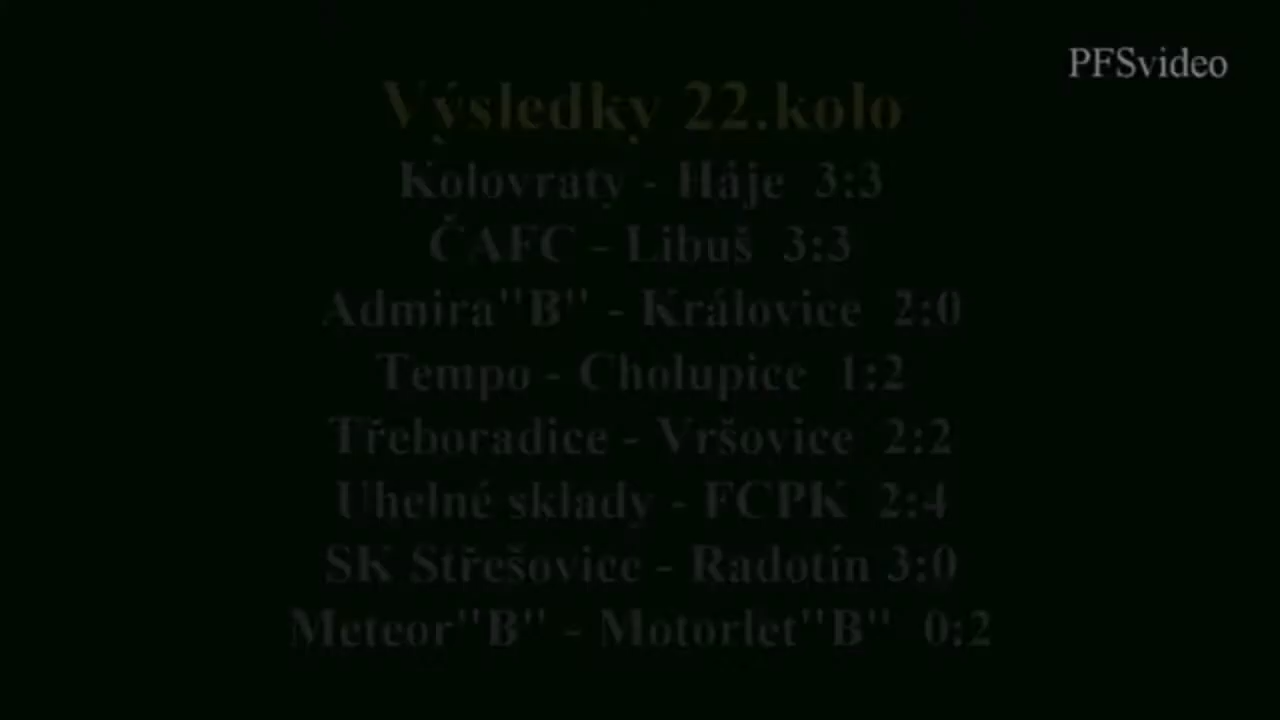 PFSvideo
Výsledky 22.kolo
Kolovraty - Háje 3:3
ČAFC - Libuš 3:3
Admira"B" - Královice 2:0
Tempo - Cholupice 1:2
Třeboradice - Vršovice 2:2
Uhelné sklady - FCPK 2:4
SK Střešovice - Radotín 3:0
Meteor"B" - Motorlet"B" 0:2